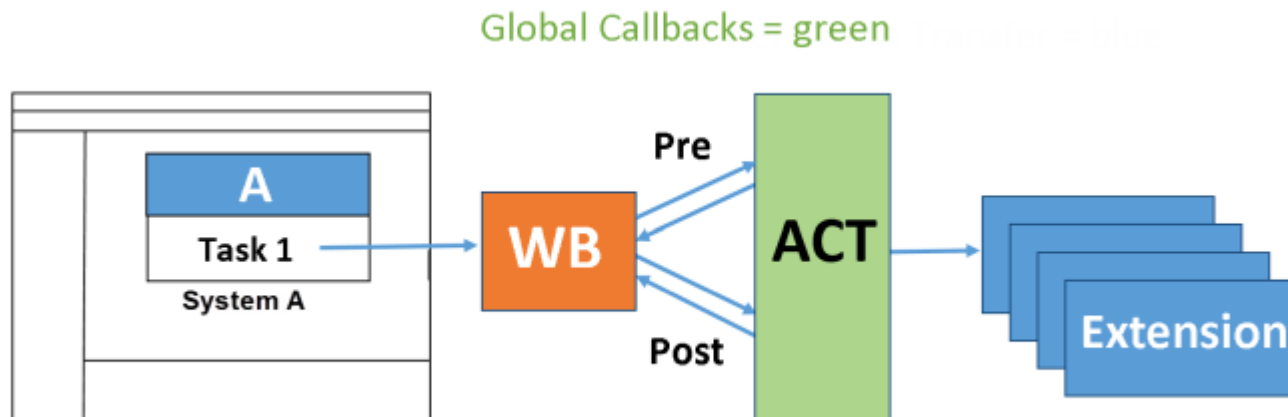 Global Callbacks = green
Pre
A
Task 1
System A
WB
ACT
Post
Extension